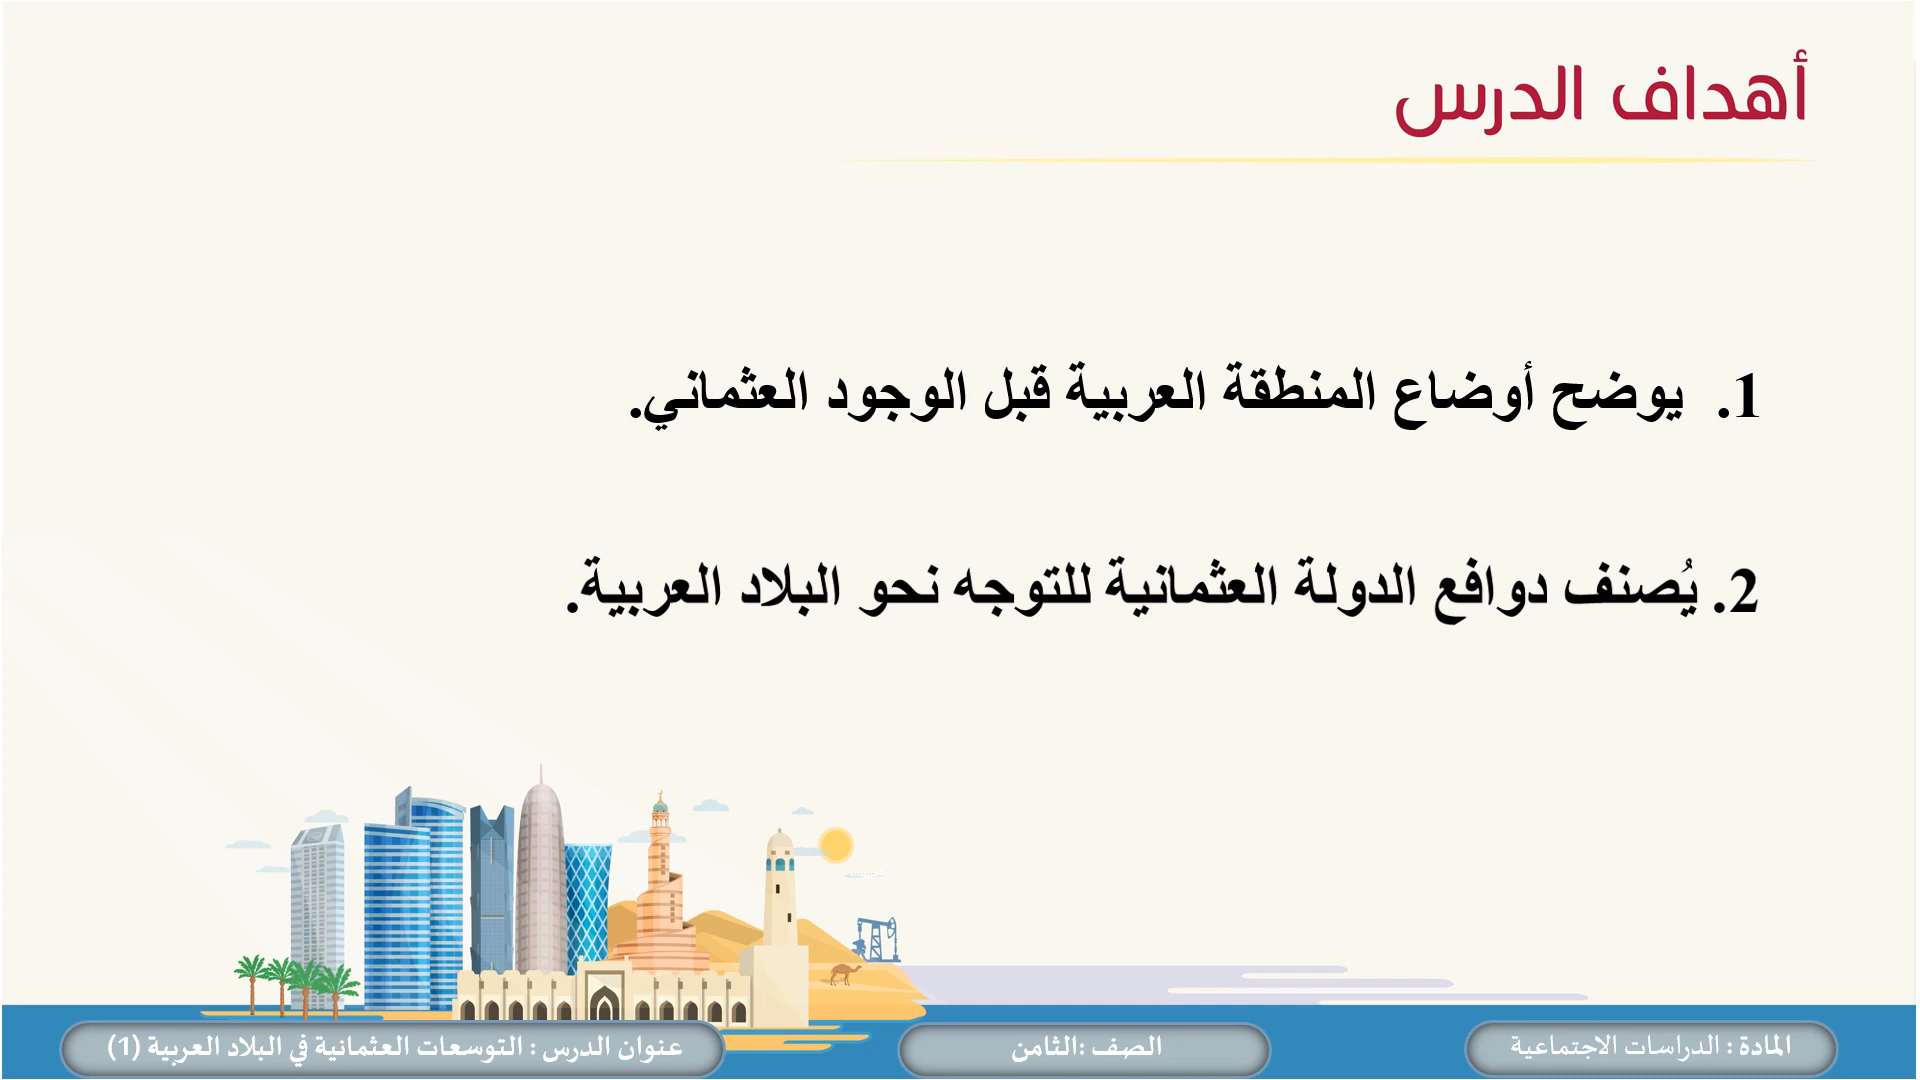 أهداف الدرس
1. يوضح أوضاع المنطقة العربية قبل الوجود العثماني.
2. يُصنف دوافع الدولة العثمانية للتوجه نحو البلاد العربية.
المادة : الدراسات الاجتماعية
الصف :الثامن
عنوان الدرس : التوسعات العثمانية في البلاد العربية (1)